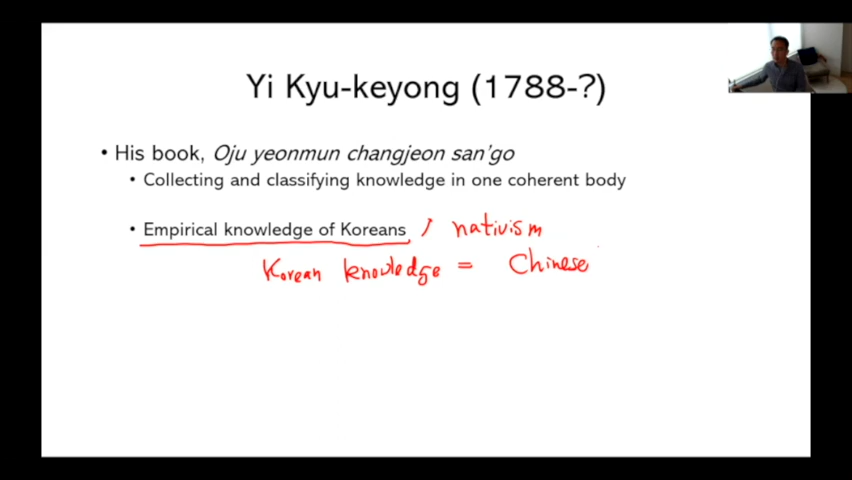 Yi Kyu-keyong (1788-?)
• His book, Oju yeonmun changjeon san'go
• Collecting and classifying knowledge in one coherent body
• Empirical knowledge of Koreans / nativism
Korean knowledge = Chinese